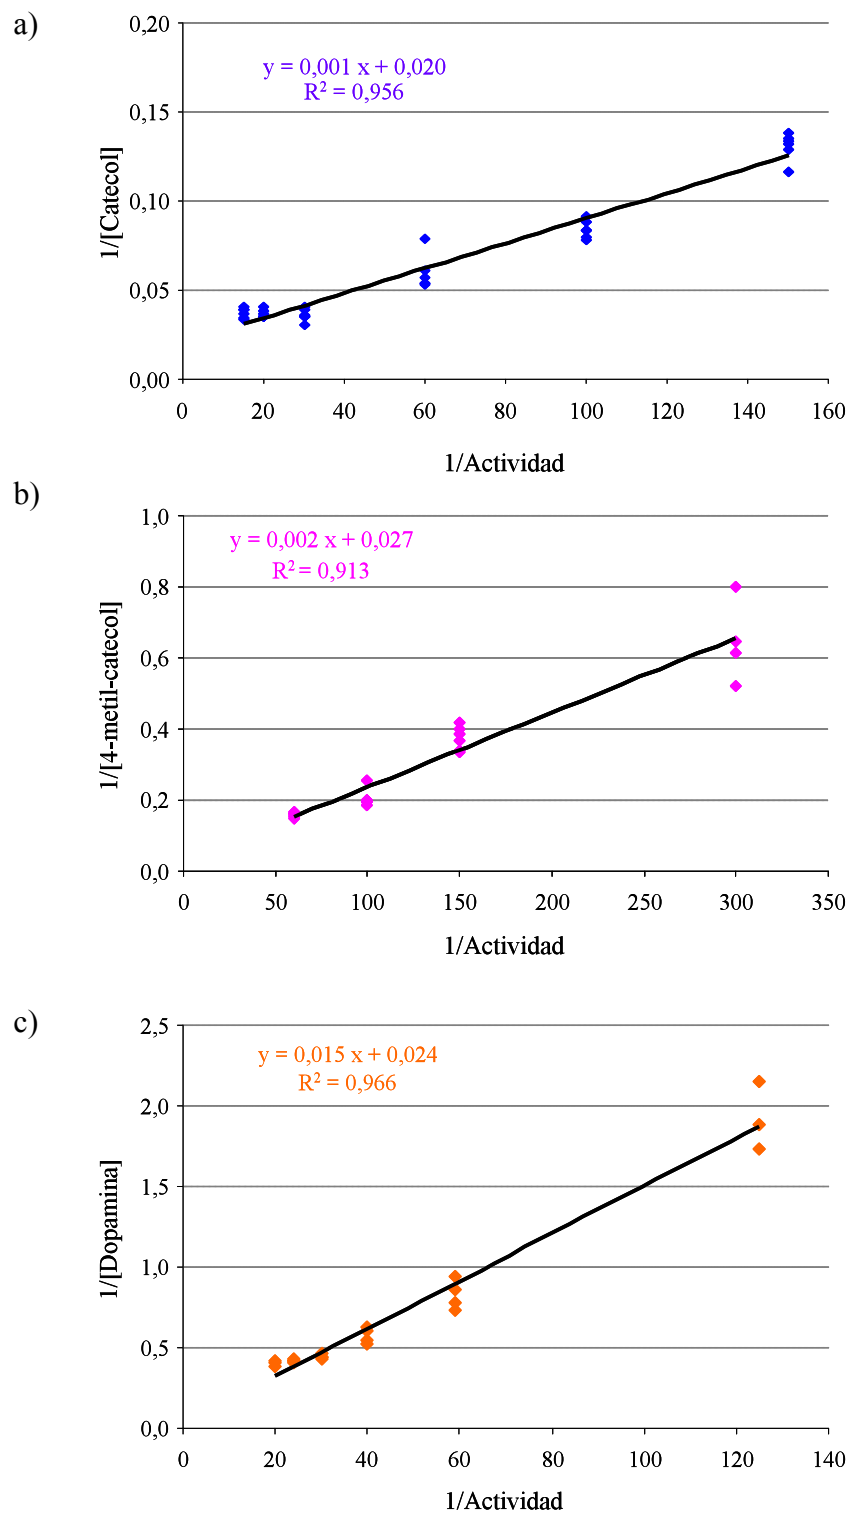 a)
0,20
0,15
0,10
0,05
0,00
1/[Catecol]
y = 0,001 x + 0,020
R² = 0,956
0 20 40 60 80 100 120 140 160
1/Actividad
b)
1,0
0,8
0,6
0,4
0,2
0,0
1/[4-metil-catecol]
y = 0,002 x + 0,027
R² = 0,913
0 50 100 150 200 250 300 350
1/Actividad
c)
2,5
2,0
1,5
1,0
0,5
0,0
1/[Dopamina]
y = 0,015 x + 0,024
R² = 0,966
0 20 40 60 80 100 120 140
1/Actividad